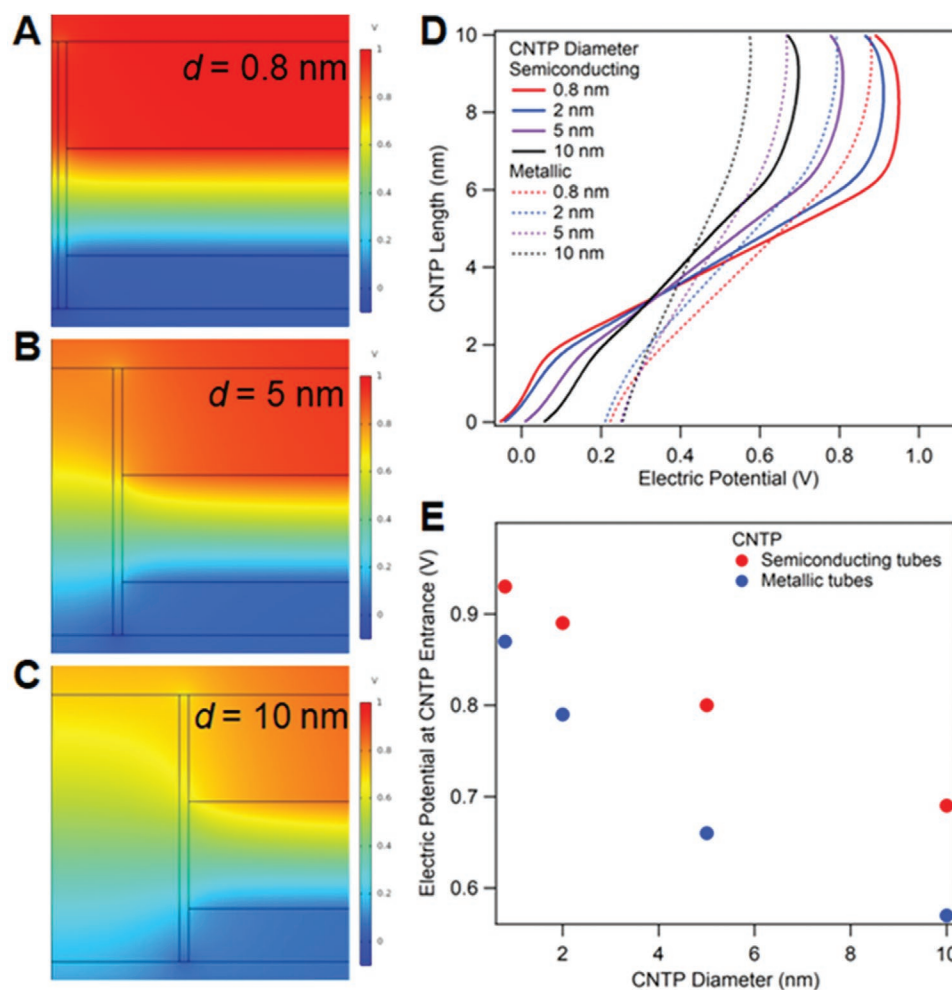 A
V
d = 0.8 nm
1
0.8
0.6
0.4
0.2
0
B
V
d = 5 nm
1
0.8
0.6
0.4
0.2
0
C
V
d = 10 nm
1
0.8
0.6
0.4
0.2
0
D
10
8
6
4
2
0
CNTP Length (nm)
CNTP Diameter
Semiconducting
0.8 nm
2 nm
5 nm
10 nm
Metallic
0.8 nm
2 nm
5 nm
10 nm
0.0 0.2 0.4 0.6 0.8 1.0
Electric Potential (V)
E
CNTP
Semiconducting tubes
Metallic tubes
Electric Potential at CNTP Entrance (V)
0.9
0.8
0.7
0.6
2 4 6 8 10
CNTP Diameter (nm)